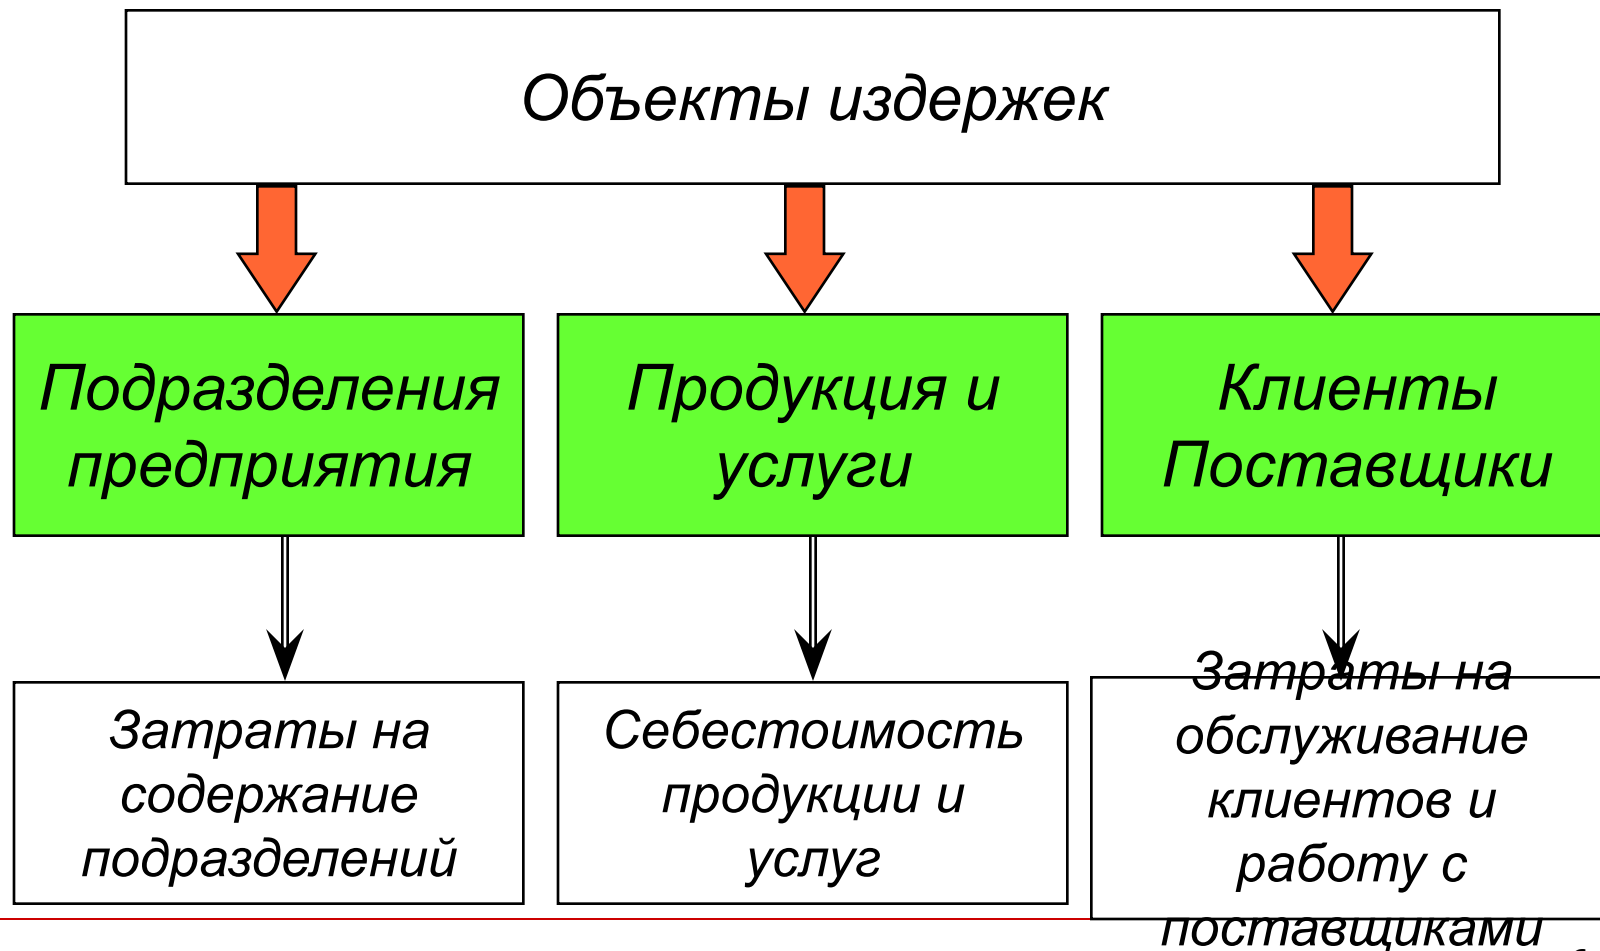 Объекты издержек
Подразделения
предприятия
Продукция и
услуги
Клиенты
Поставщики
Затраты на
содержание
подразделений
Себестоимость
продукции и
услуг
Затраты на
обслуживание
клиентов и
работу с
поставщиками